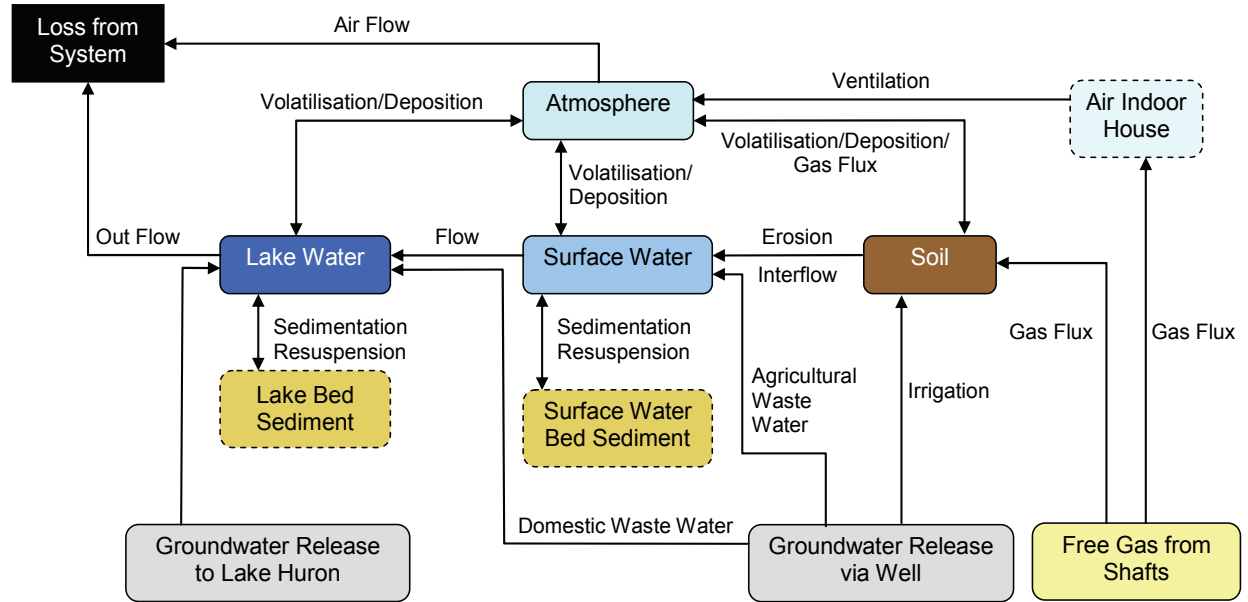 Loss from
System
Air Flow
Ventilation
Volatilisation/Deposition
Atmosphere
Air Indoor
House
Volatilisation/Deposition/
Gas Flux
Volatilisation/
Deposition
Out Flow
Lake Water
Flow
Surface Water
Erosion
Interflow
Soil
Sedimentation
Resuspension
Sedimentation
Resuspension
Gas Flux
Gas Flux
Lake Bed
Sediment
Surface Water
Bed Sediment
Agricultural
Waste
Water
Irrigation
Domestic Waste Water
Groundwater Release
to Lake Huron
Groundwater Release
via Well
Free Gas from
Shafts